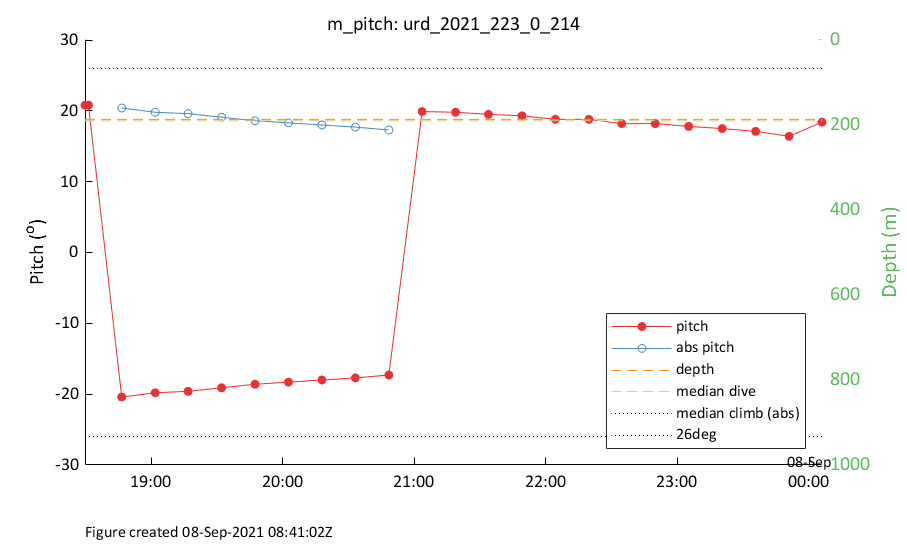 m_pitch: urd_2021_223_0_214
30
20
10
0
-10
-20
-30
Pitch (°)
0
200
400
600
800
1000
Depth (m)
pitch
abs pitch
depth
median dive
median climb (abs)
26deg
08-Sep
19:00
20:00
21:00
22:00
23:00
00:00
Figure created 08-Sep-2021 08:41:02Z